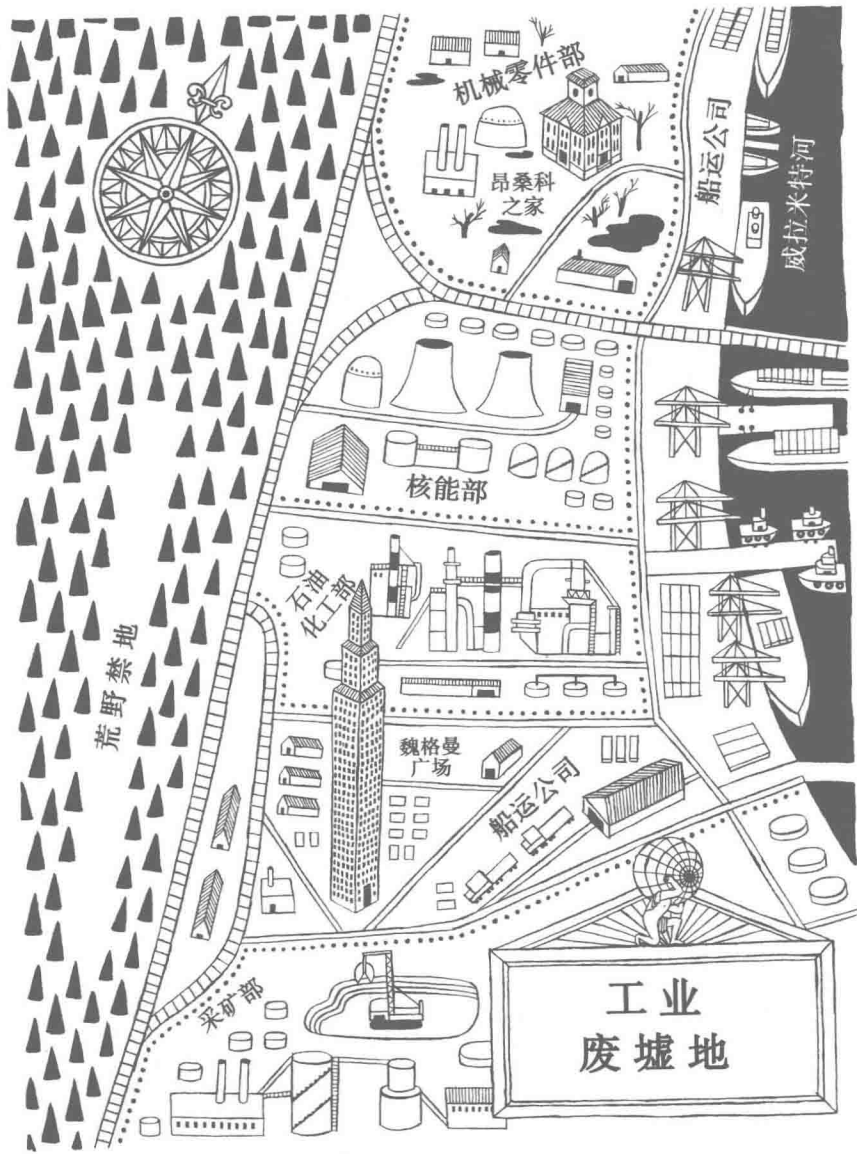 机械零件部
船运公司
威拉米特河
昂桑科
之家
核能部
石油
化工部
荒野禁地
魏格曼
广场
船运公司
采矿部
工业
废墟地